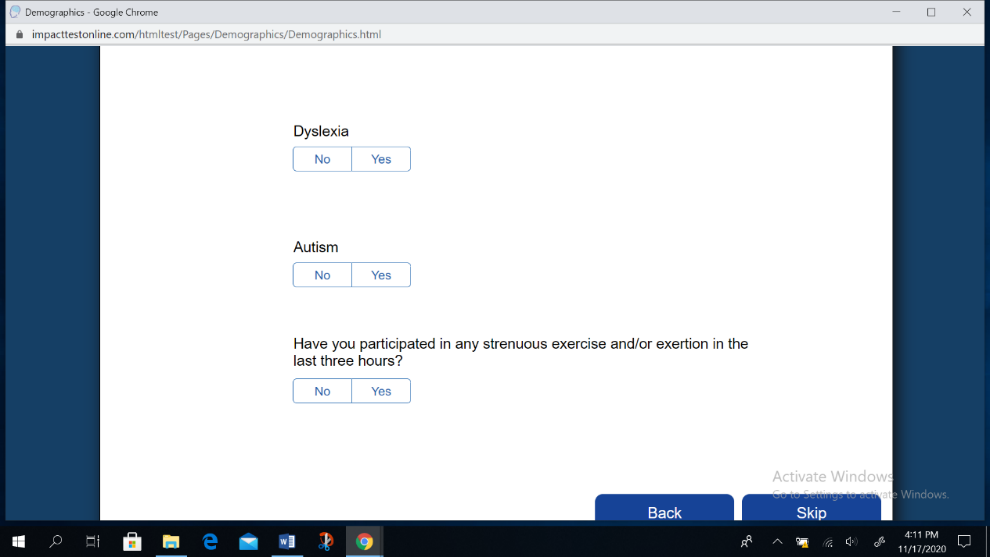 Demographics - Google Chrome
impacttestonline.com/htmltest/Pages/Demographics/Demographics.html
Dyslexia
No Yes
Autism
No Yes
Have you participated in any strenuous exercise and/or exertion in the
last three hours?
No Yes
Activate Windows
Go to Settings to activate Windows.
Back Skip
4:11 PM
11/17/2020